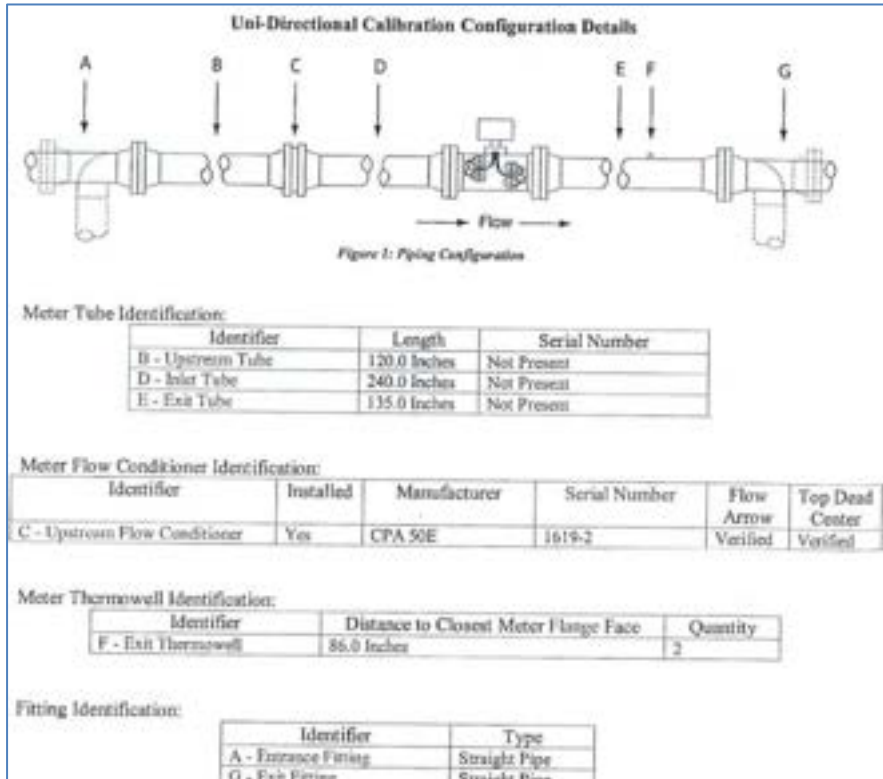 Uni-Directional Calibration Configuration Details
A B C D E F G
Flow
Figure 1: Piping Configuration
Meter Tube Identification:
Identifier Length Serial Number
B - Upstream Tube 120.0 Inches Not Present
D - Inlet Tube 240.0 Inches Not Present
E - Exit Tube 135.0 Inches Not Present
Meter Flow Conditioner Identification:
Identifier Installed Manufacturer Serial Number Flow Arrow Top Dead Center
C - Upstream Flow Conditioner Yes CPA 50E 1619-2 Verified Verified
Meter Thermowell Identification:
Identifier Distance to Closest Meter Flange Face Quantity
F - Exit Thermowell 86.0 Inches 2
Fitting Identification:
Identifier Type
A - Entrance Fitting Straight Pipe
G - Exit Fitting Straight Pipe